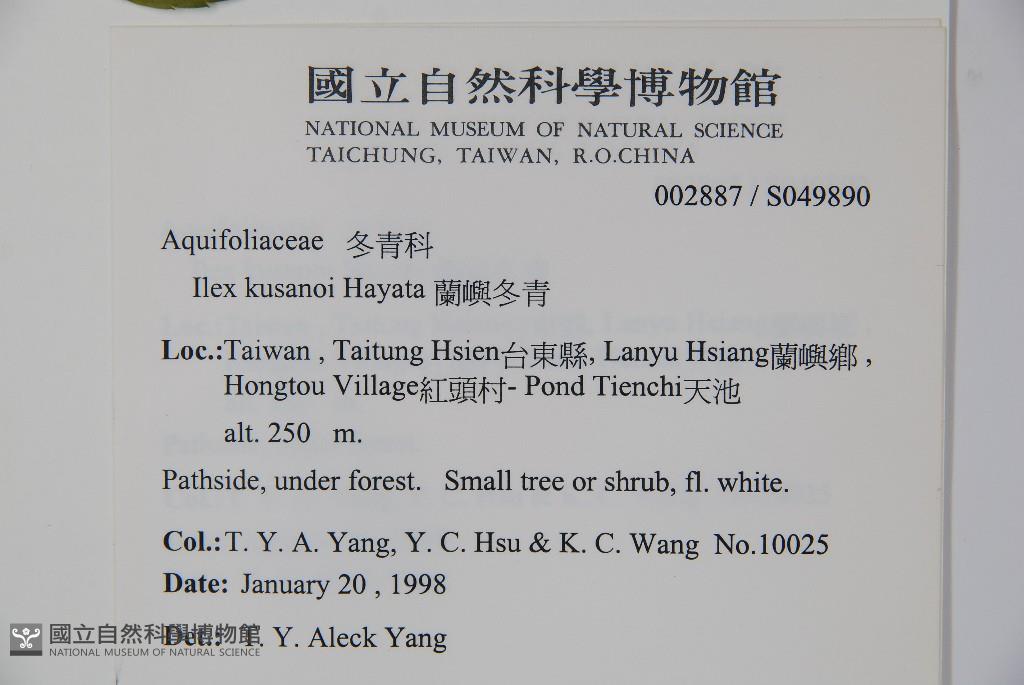 國立自然科學博物館
NATIONAL MUSEUM OF NATURAL SCIENCE
TAICHUNG, TAIWAN, R.O.CHINA
002887 / S049890
Aquifoliaceae 冬青科
Ilex kusanoi Hayata 蘭嶼冬青
Loc.:Taiwan , Taitung Hsien台東縣, Lanyu Hsiang蘭嶼鄉 ,
Hongtou Village紅頭村- Pond Tienchi天池
alt. 250 m.
Pathside, under forest. Small tree or shrub, fl. white.
Col.:T. Y. A. Yang, Y. C. Hsu & K. C. Wang No.10025
Date: January 20 , 1998
Det.: T. Y. Aleck Yang
國立自然科學博物館
NATIONAL MUSEUM OF NATURAL SCIENCE